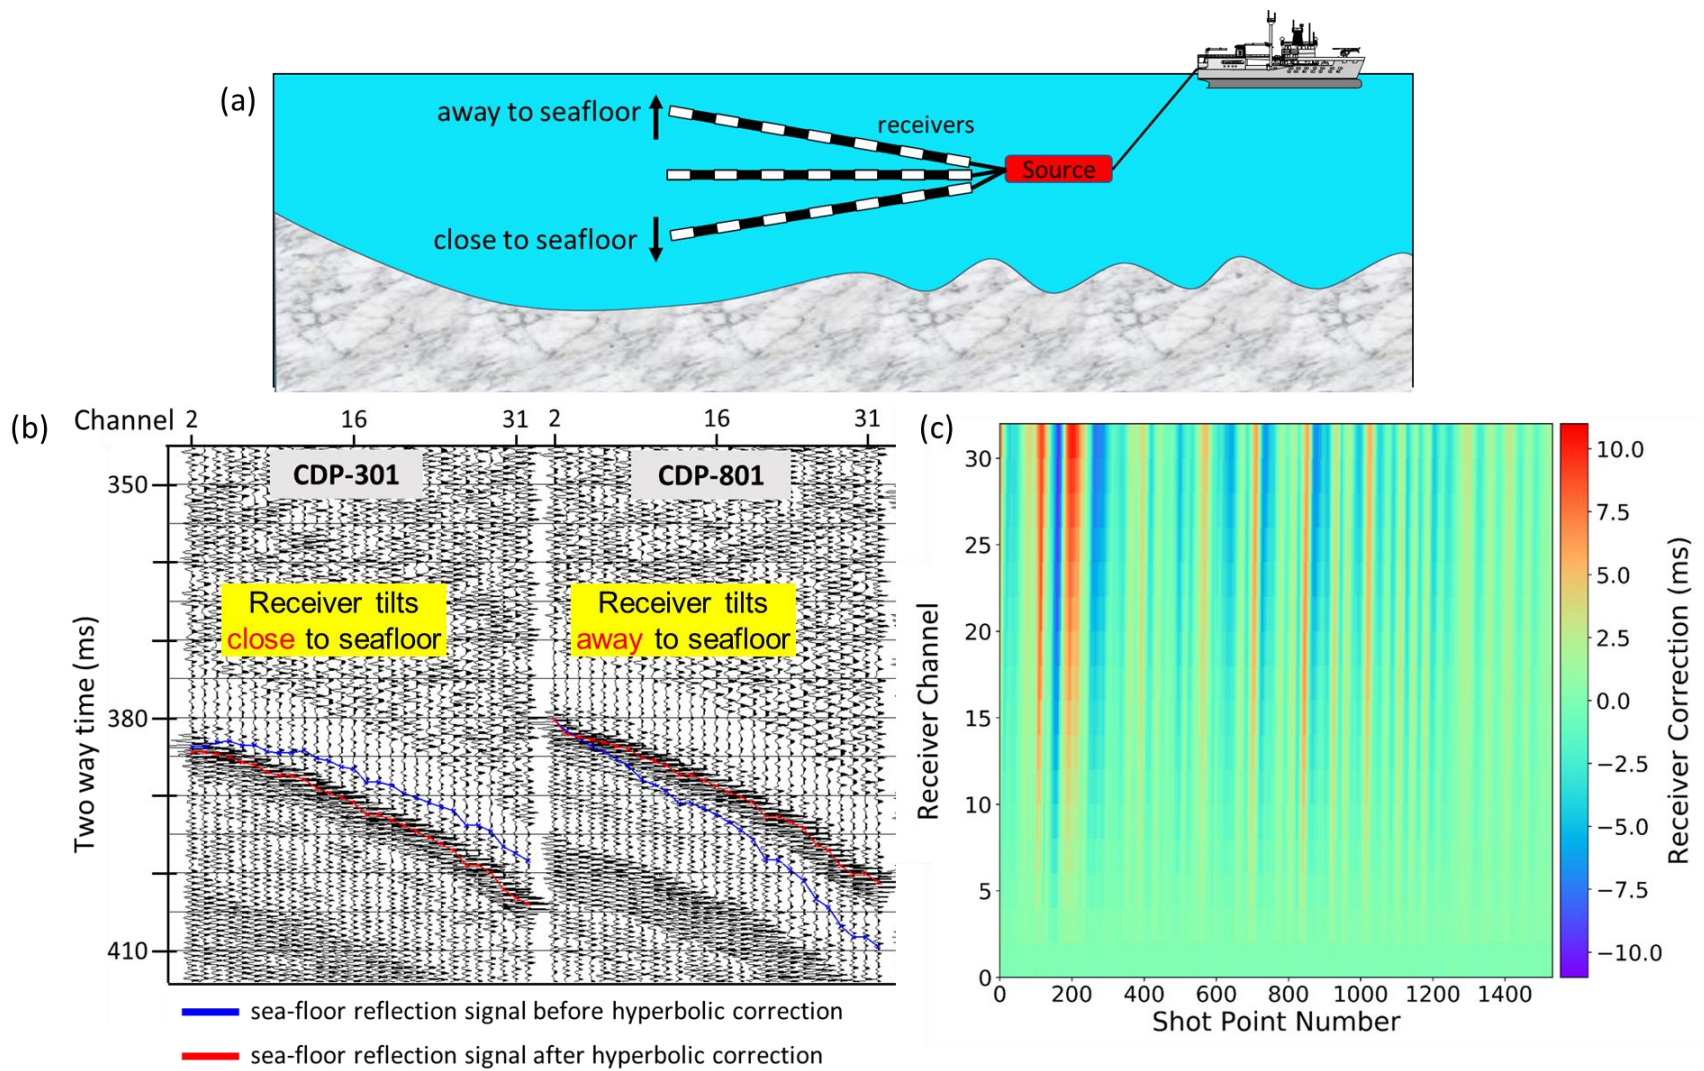 (a)
away to seafloor
receivers
Source
close to seafloor
(b)
Channel 2 16 31 2 16 31
CDP-301
CDP-801
350
Receiver tilts
close to seafloor
Receiver tilts
away to seafloor
380
410
Two way time (ms)
sea-floor reflection signal before hyperbolic correction
sea-floor reflection signal after hyperbolic correction
(c)
30
25
20
15
10
5
0
Receiver Channel
0 200 400 600 800 1000 1200 1400
Shot Point Number
10.0
7.5
5.0
2.5
0.0
−2.5
−5.0
−7.5
−10.0
Receiver Correction (ms)